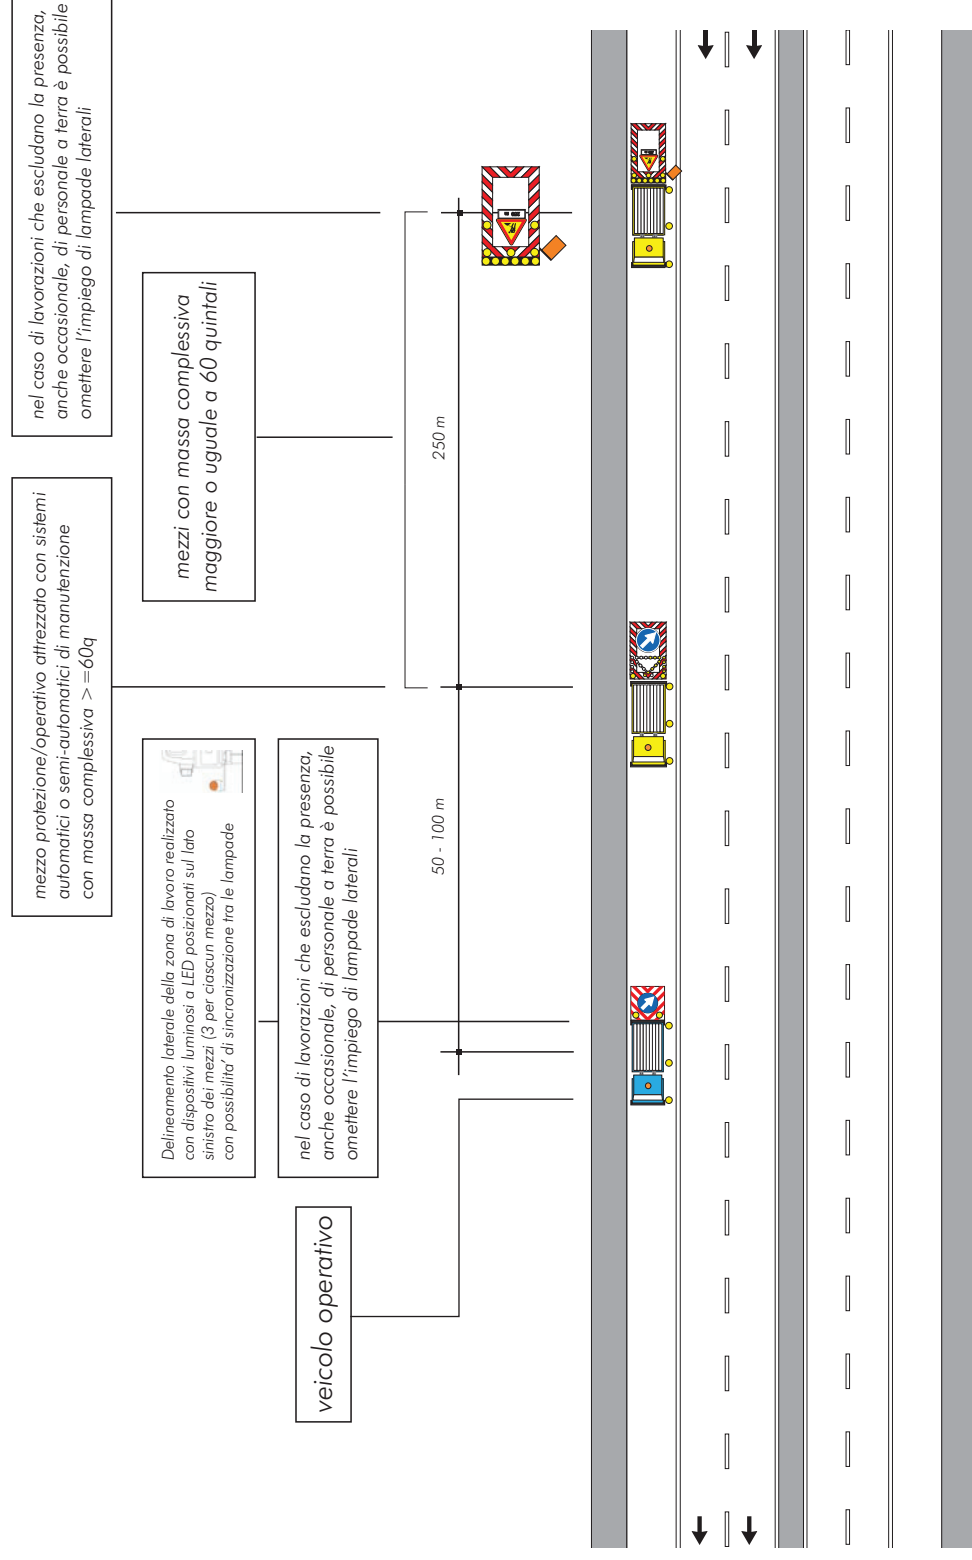 nel caso di lavorazioni che escludano la presenza,
anche occasionale, di personale a terra è possibile
omettere l'impiego di lampade laterali
mezzi con massa complessiva
maggiore o uguale a 60 quintali
mezzo protezione/operativo attrezzato con sistemi
automatici o semi-automatici di manutenzione
con massa complessiva >=60q
250 m
Delineamento laterale della zona di lavoro realizzato
con dispositivi luminosi a LED posizionati sul lato
sinistro dei mezzi (3 per ciascun mezzo)
con possibilita' di sincronizzazione tra le lampade
nel caso di lavorazioni che escludano la presenza,
anche occasionale, di personale a terra è possibile
omettere l'impiego di lampade laterali
50 - 100 m
veicolo operativo